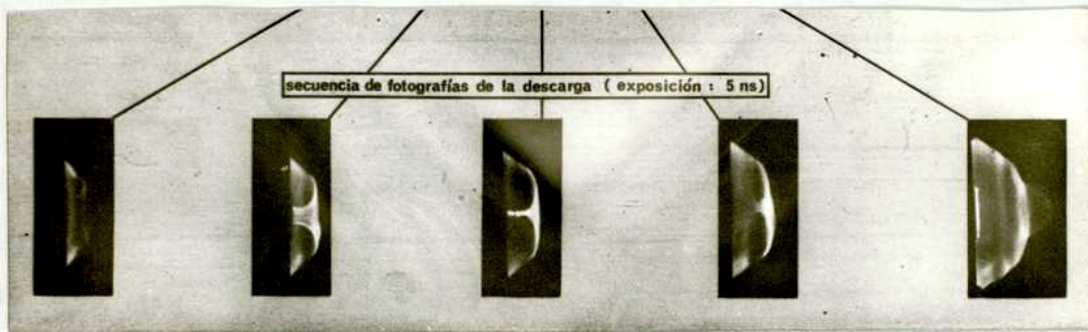 secuencia de fotografías de la descarga ( exposición : 5 ns)